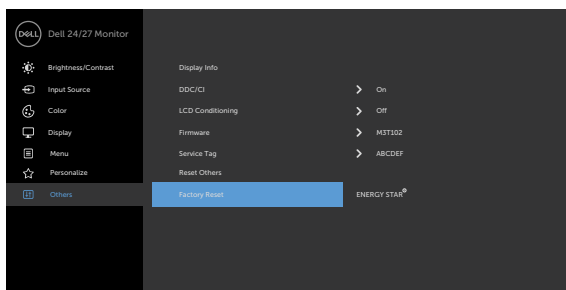 DELL Dell 24/27 Monitor
Brightness/Contrast Display Info
Input Source DDC/CI On
Color LCD Conditioning Off
Display Firmware M3T102
Menu Service Tag ABCDEF
Personalize Reset Others
Others Factory Reset ENERGY STAR®